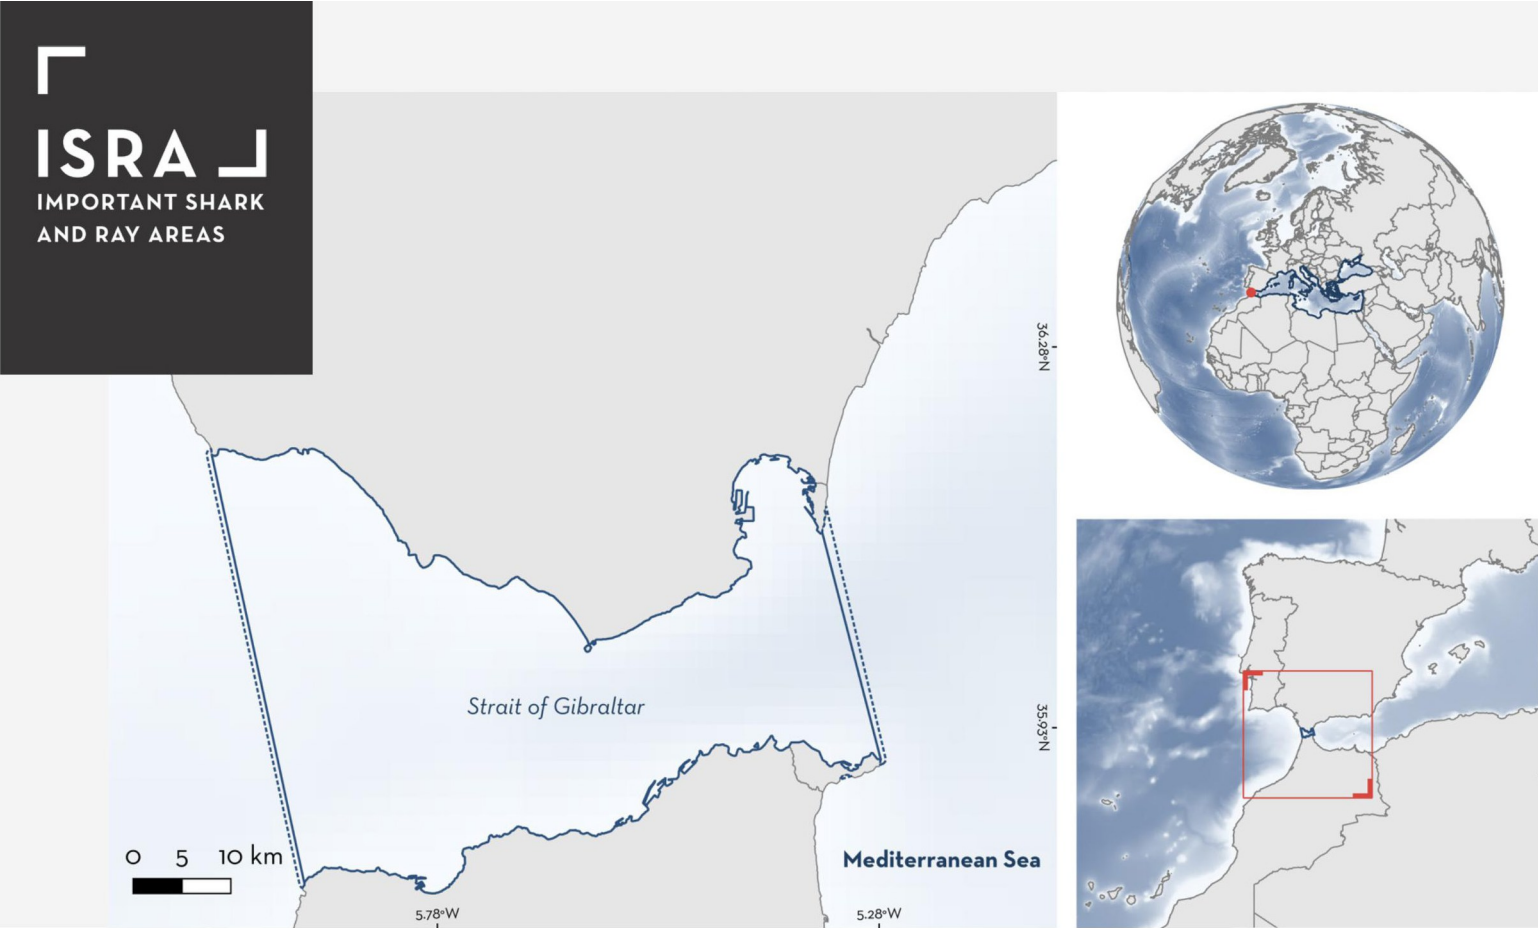 ISRA
IMPORTANT SHARK
AND RAY AREAS
36.28°N
Strait of Gibraltar
35.93°N
0 5 10 km
Mediterranean Sea
5.78°W
5.28°W